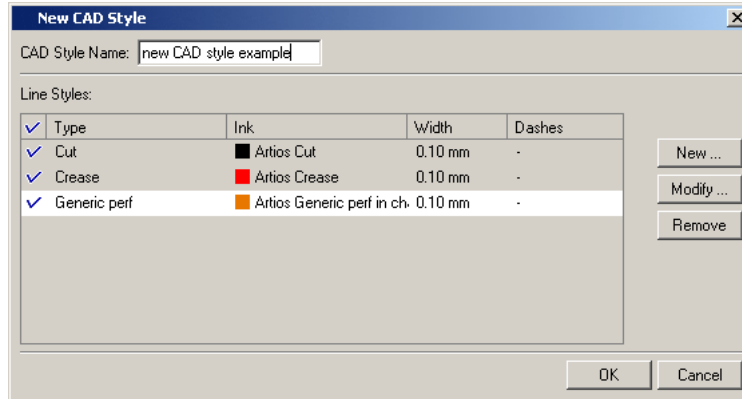 New CAD Style
CAD Style Name: new CAD style example
Line Styles:
Type Ink Width Dashes
Cut Artios Cut 0.10 mm -
Crease Artios Crease 0.10 mm -
Generic perf Artios Generic perf in ch 0.10 mm -
New ...
Modify ...
Remove
OK Cancel